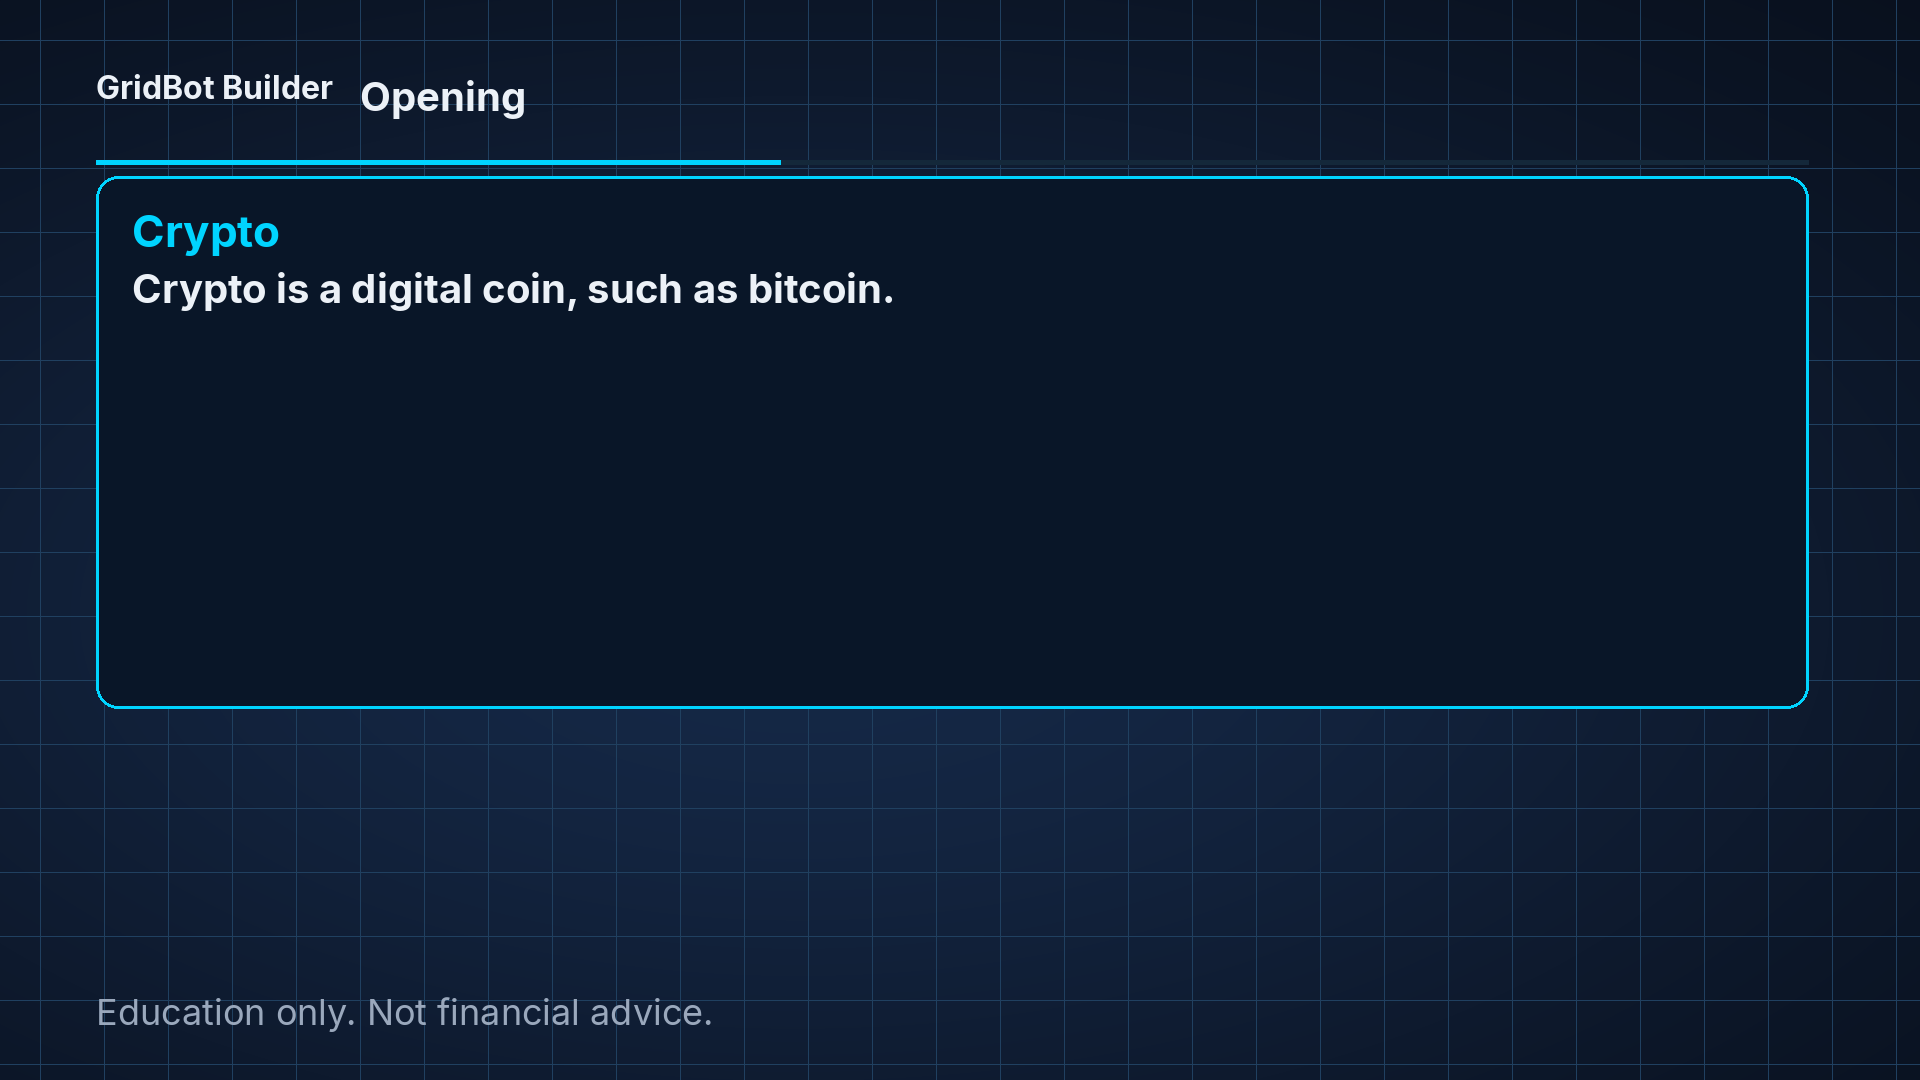 GridBot Builder
Opening
Crypto
Crypto is a digital coin, such as bitcoin.
Education only. Not financial advice.